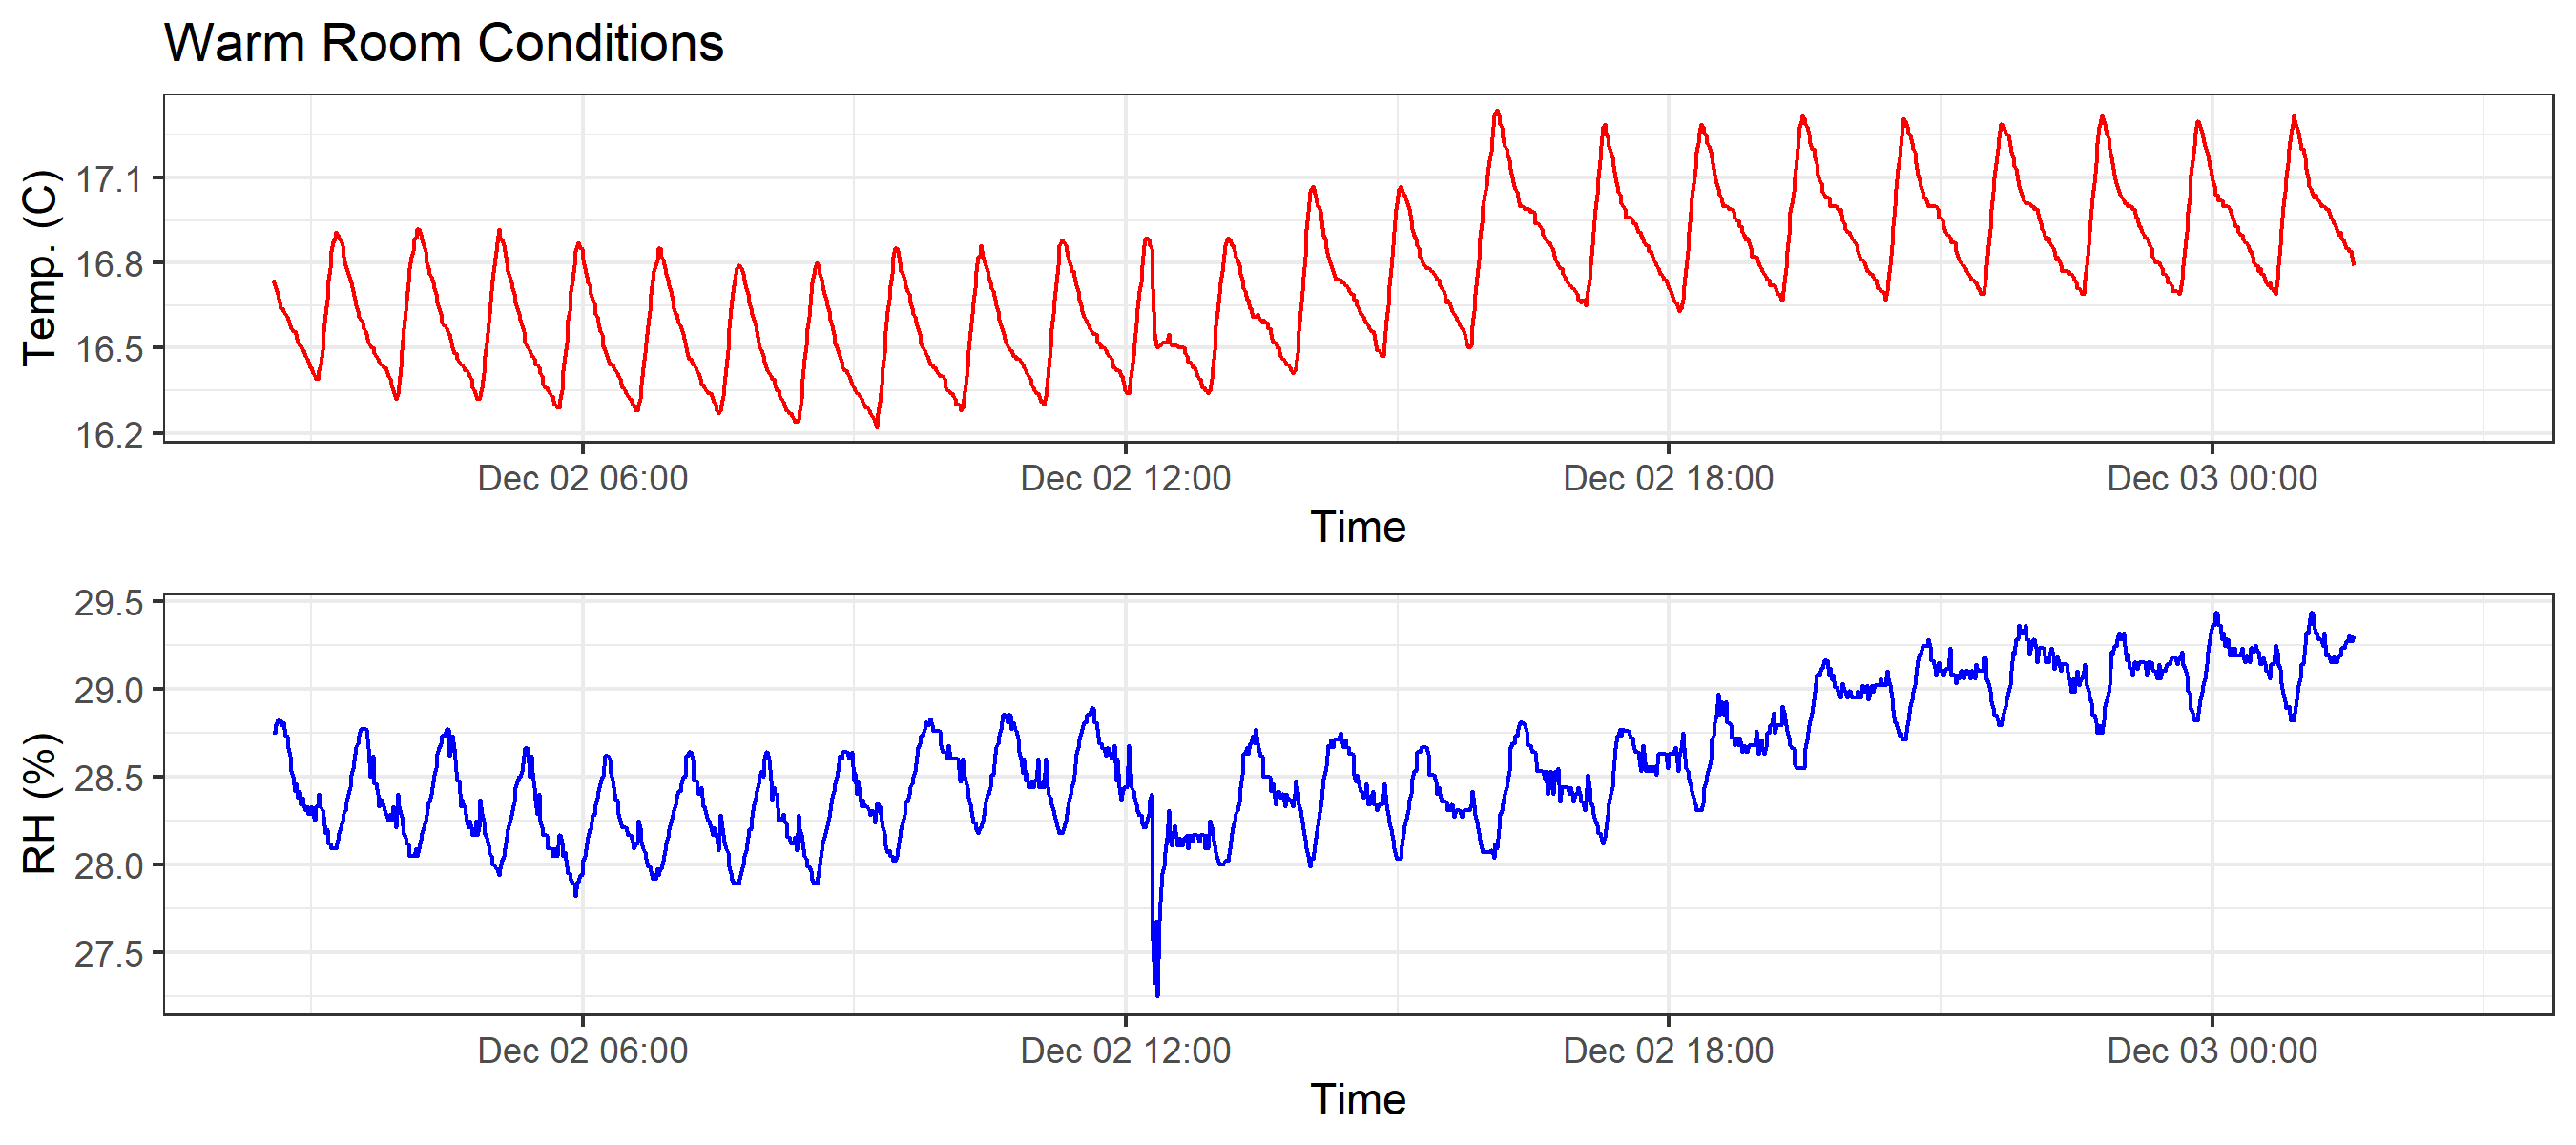 Warm Room Conditions
Temp. (C)
17.1
16.8
16.5
16.2
Dec 02 06:00 Dec 02 12:00 Dec 02 18:00 Dec 03 00:00
Time
RH (%)
29.5
29.0
28.5
28.0
27.5
Dec 02 06:00 Dec 02 12:00 Dec 02 18:00 Dec 03 00:00
Time